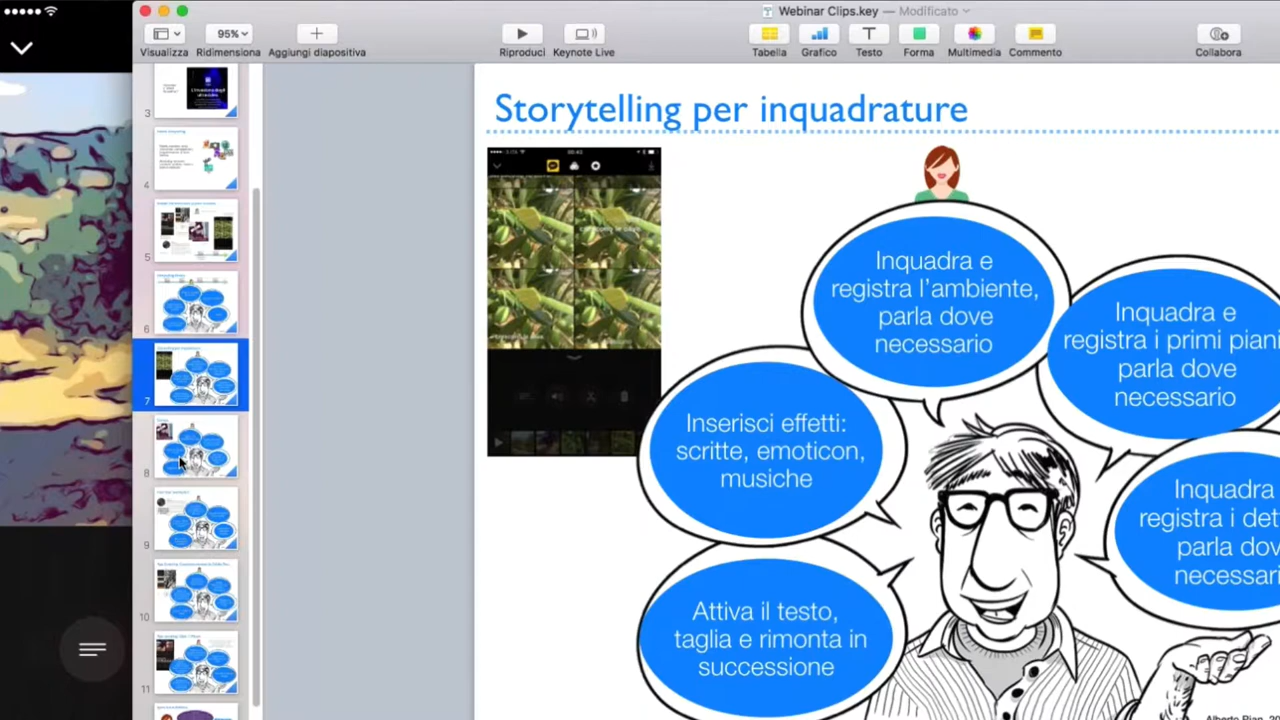 Webinar Clips.key — Modificato
95%
Visualizza
Ridimensiona
Aggiungi diapositiva
Riproduci
Keynote Live
Tabella
Grafico
Testo
Forma
Multimedia
Commento
Collabora
3
4
5
6
7
8
9
10
11
Storytelling per inquadrature
Inquadra e
registra l'ambiente,
parla dove
necessario
Inquadra e
registra i primi piani
parla dove
necessario
Inserisci effetti:
scritte, emoticon,
musiche
Inquadra
registra i det
parla dov
necessari
Attiva il testo,
taglia e rimonta in
successione